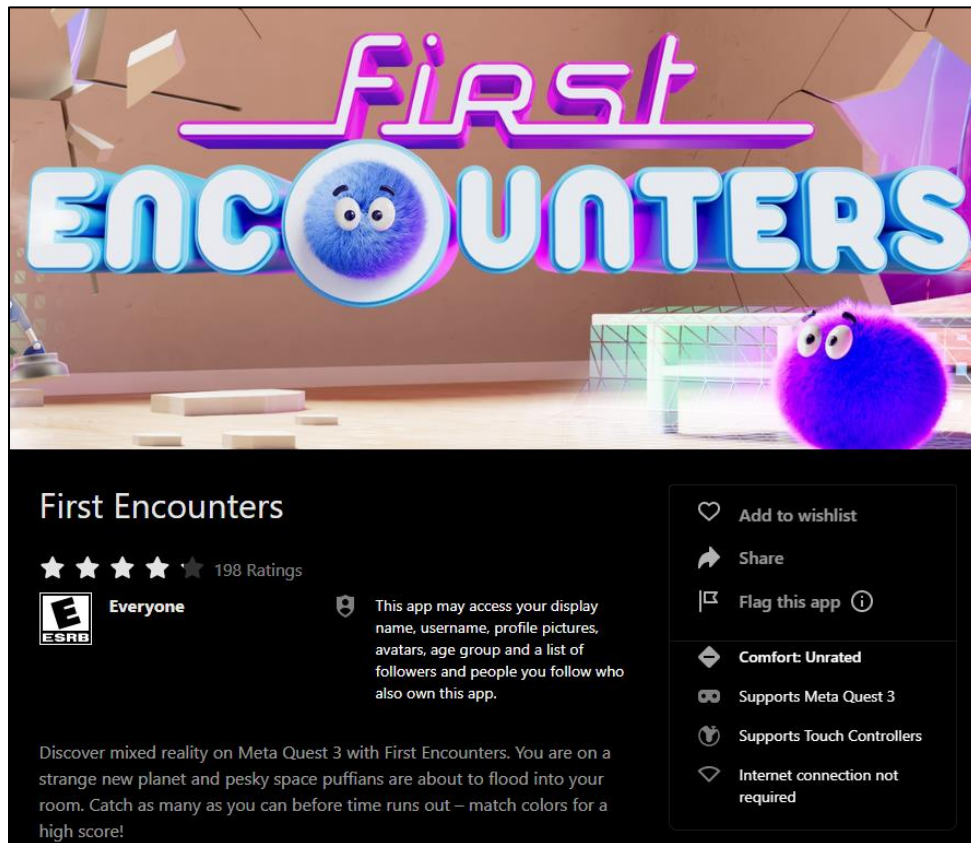 First
ENCOUNTERS
First Encounters
198 Ratings
E
ESRB
Everyone
This app may access your display
name, username, profile pictures,
avatars, age group and a list of
followers and people you follow who
also own this app.
Discover mixed reality on Meta Quest 3 with First Encounters. You are on a
strange new planet and pesky space puffians are about to flood into your
room. Catch as many as you can before time runs out – match colors for a
high score!
Add to wishlist
Share
Flag this app
Comfort: Unrated
Supports Meta Quest 3
Supports Touch Controllers
Internet connection not
required